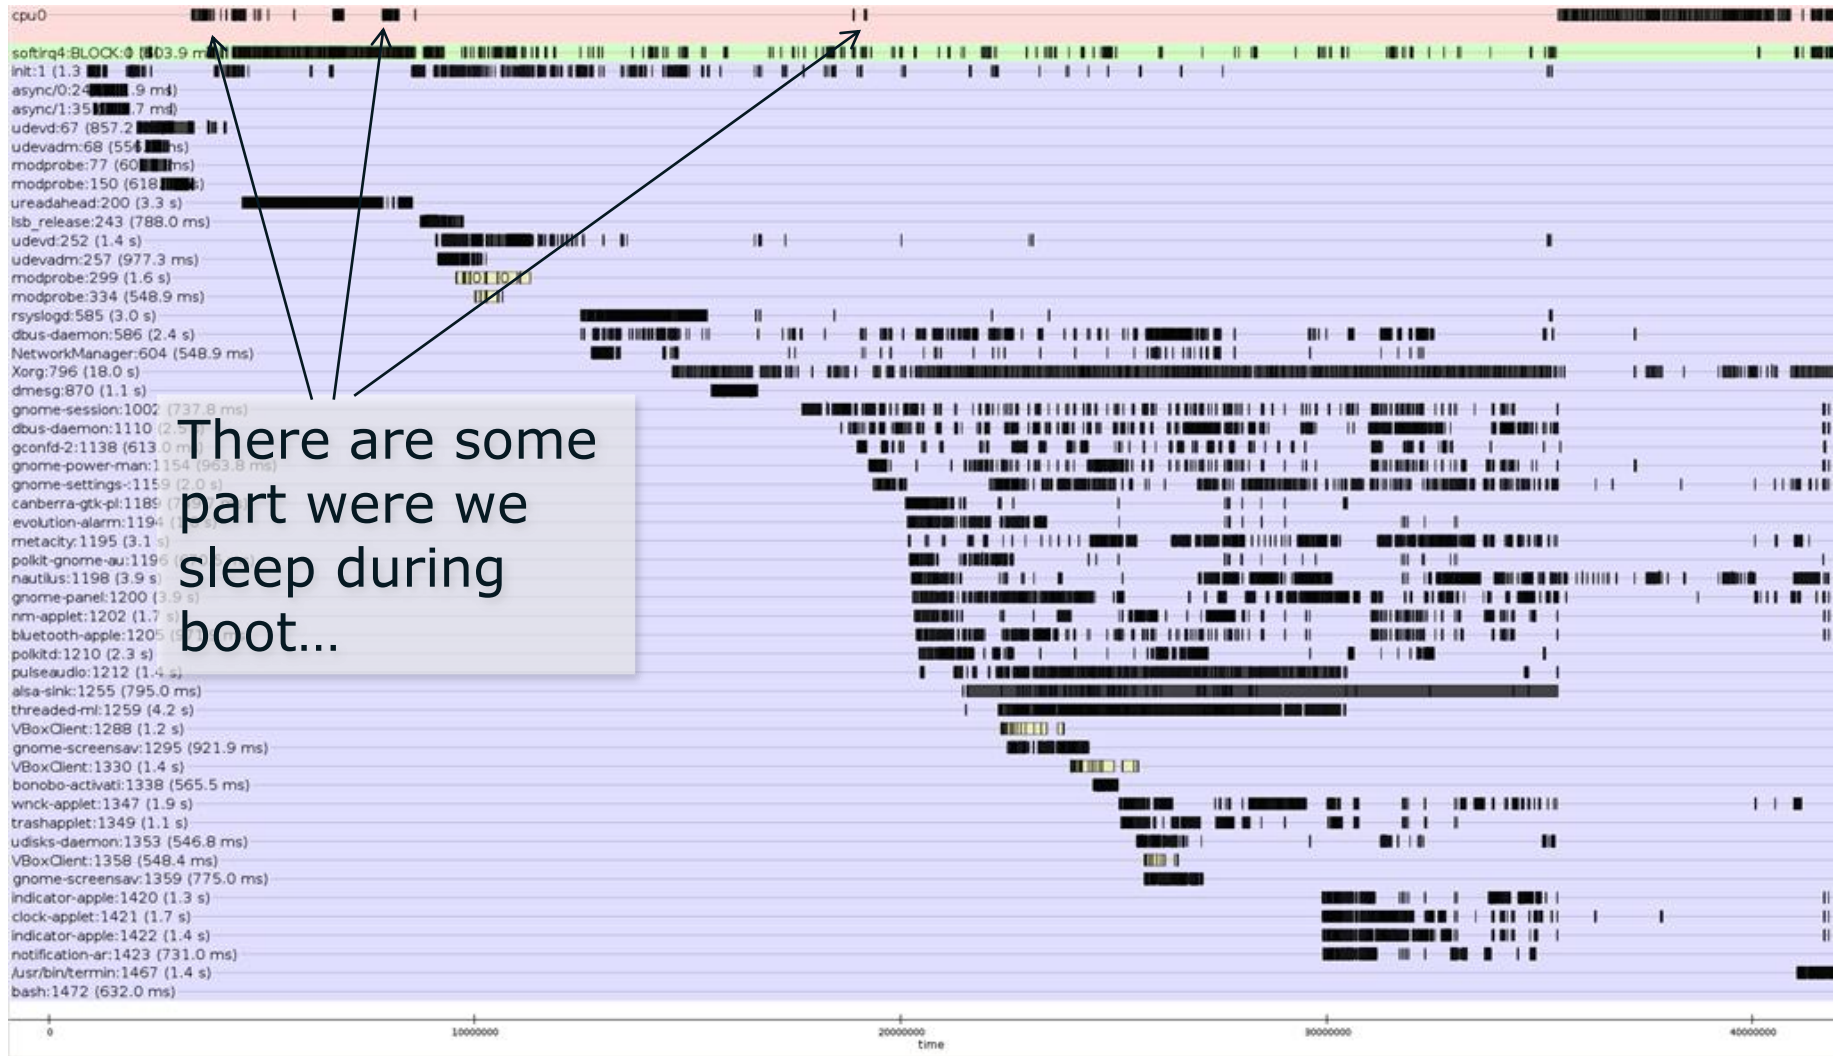 cpu0
softirq4:BLOCK:0
init:1 (1.3
async/0:24 .9 ms)
async/1:35 .7 ms)
udevd:67 (857.2
udevadm:68 (556 ms)
modprobe:77 (60 ms)
modprobe:150 (618
ureadahead:200 (3.3 s)
lsb_release:243 (788.0 ms)
udevd:252 (1.4 s)
udevadm:257 (977.3 ms)
modprobe:299 (1.6 s)
modprobe:334 (548.9 ms)
rsyslogd:585 (3.0 s)
dbus-daemon:586 (2.4 s)
NetworkManager:604 (548.9 ms)
Xorg:796 (18.0 s)
dmesg:870 (1.1 s)
gnome-session:1002 (737.8 ms)
dbus-daemon:1110
gconfd-2:1138 (613.0 ms)
gnome-power-man:1154 (963.8 ms)
gnome-settings-:1159 (2.0 s)
canberra-gtk-pl:1189
evolution-alarm:1194
metacity:1195 (3.1 s)
polkit-gnome-au:1196
nautilus:1198 (3.9 s)
gnome-panel:1200 (3.9 s)
nm-applet:1202 (1.7 s)
bluetooth-apple:1205
polkitd:1210 (2.3 s)
pulseaudio:1212 (1.4 s)
There are some
part were we
sleep during
boot...
alsa-sink:1255 (795.0 ms)
threaded-ml:1259 (4.2 s)
VBoxClient:1288 (1.2 s)
gnome-screensav:1295 (921.9 ms)
VBoxClient:1330 (1.4 s)
bonobo-activati:1338 (565.5 ms)
wnck-applet:1347 (1.9 s)
trashapplet:1349 (1.1 s)
udisks-daemon:1353 (546.8 ms)
VBoxClient:1358 (548.4 ms)
gnome-screensav:1359 (775.0 ms)
indicator-apple:1420 (1.3 s)
clock-applet:1421 (1.7 s)
indicator-apple:1422 (1.4 s)
notification-ar:1423 (731.0 ms)
/usr/bin/termin:1467 (1.4 s)
bash:1472 (632.0 ms)
0 10000000 20000000 30000000 40000000
time